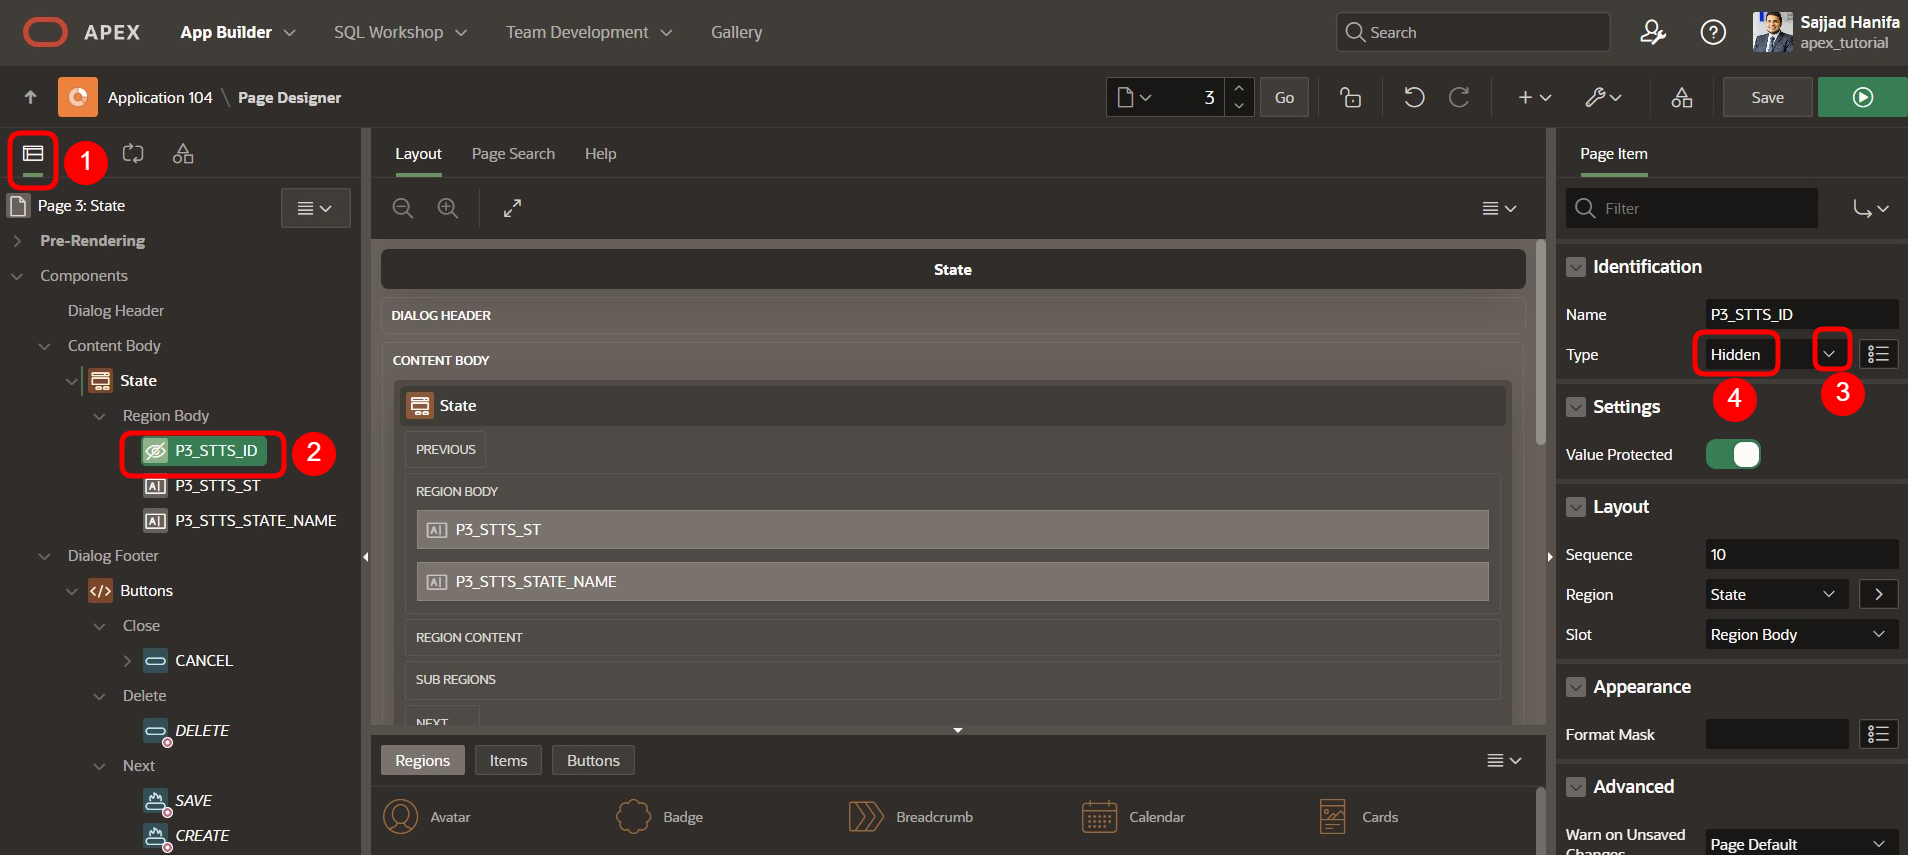 APEX
App Builder
SQL Workshop
Team Development
Gallery
Search
Sajjad Hanifa
apex_tutorial
Application 104 \ Page Designer
3
Go
Save
1
Layout
Page Search
Help
Page Item
Page 3: State
Pre-Rendering
Components
Dialog Header
Content Body
State
Region Body
P3_STTS_ID
2
P3_STTS_ST
P3_STTS_STATE_NAME
Dialog Footer
Buttons
Close
CANCEL
Delete
DELETE
Next
SAVE
CREATE
State
DIALOG HEADER
CONTENT BODY
State
PREVIOUS
REGION BODY
P3_STTS_ST
P3_STTS_STATE_NAME
REGION CONTENT
SUB REGIONS
NEXT
Regions
Items
Buttons
Avatar
Badge
Breadcrumb
Calendar
Cards
Filter
Identification
Name
P3_STTS_ID
Type
Hidden
4
3
Settings
Value Protected
Layout
Sequence
10
Region
State
Slot
Region Body
Appearance
Format Mask
Advanced
Warn on Unsaved
Changes
Page Default